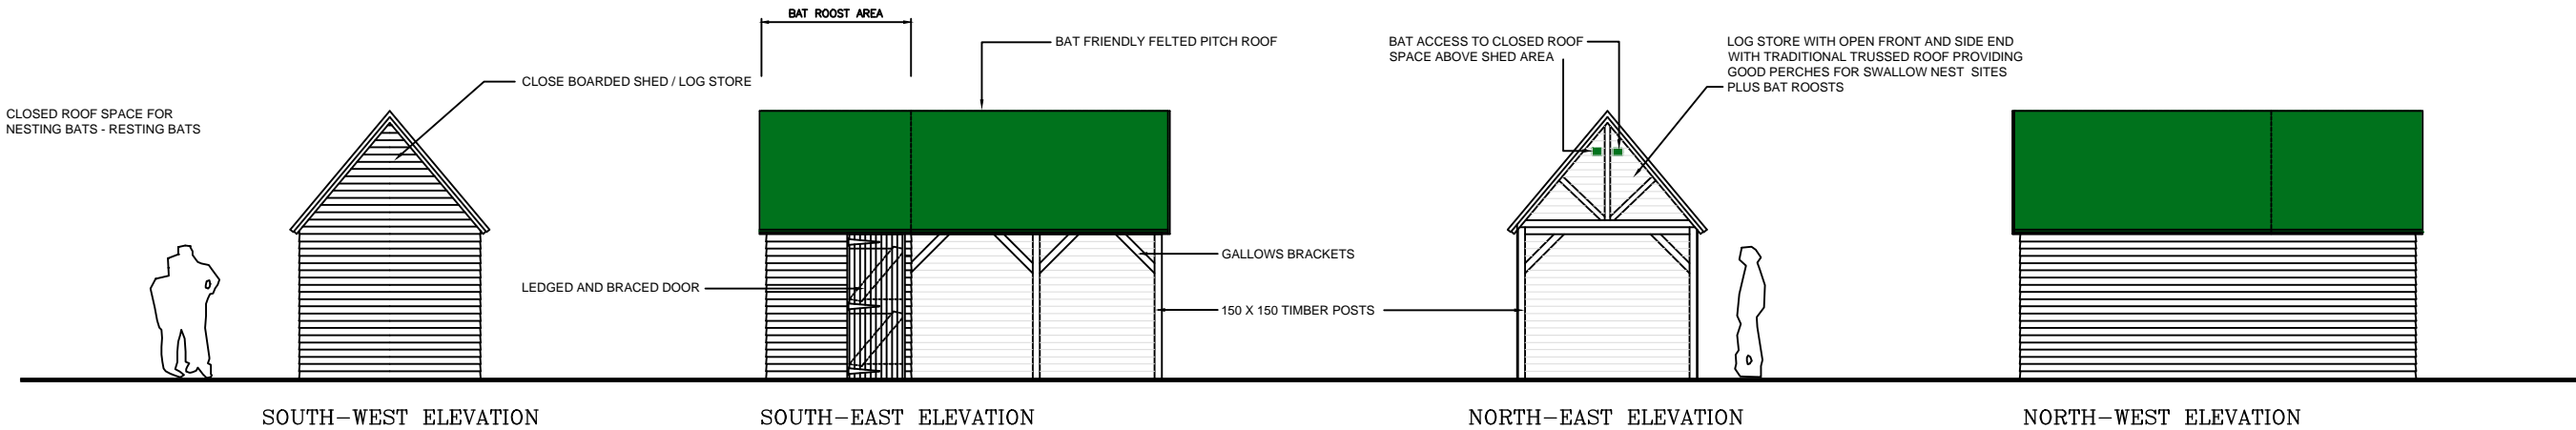 BAT ROOST AREA
BAT FRIENDLY FELTED PITCH ROOF
BAT ACCESS TO CLOSED ROOF
SPACE ABOVE SHED AREA
LOG STORE WITH OPEN FRONT AND SIDE END
WITH TRADITIONAL TRUSSED ROOF PROVIDING
GOOD PERCHES FOR SWALLOW NEST SITES
PLUS BAT ROOSTS
CLOSE BOARDED SHED / LOG STORE
CLOSED ROOF SPACE FOR
NESTING BATS - RESTING BATS
GALLOWS BRACKETS
LEDGED AND BRACED DOOR
150 X 150 TIMBER POSTS
SOUTH-WEST ELEVATION
SOUTH-EAST ELEVATION
NORTH-EAST ELEVATION
NORTH-WEST ELEVATION